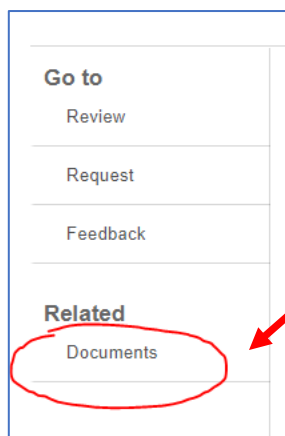 Go to
Review
Request
Feedback
Related
Documents